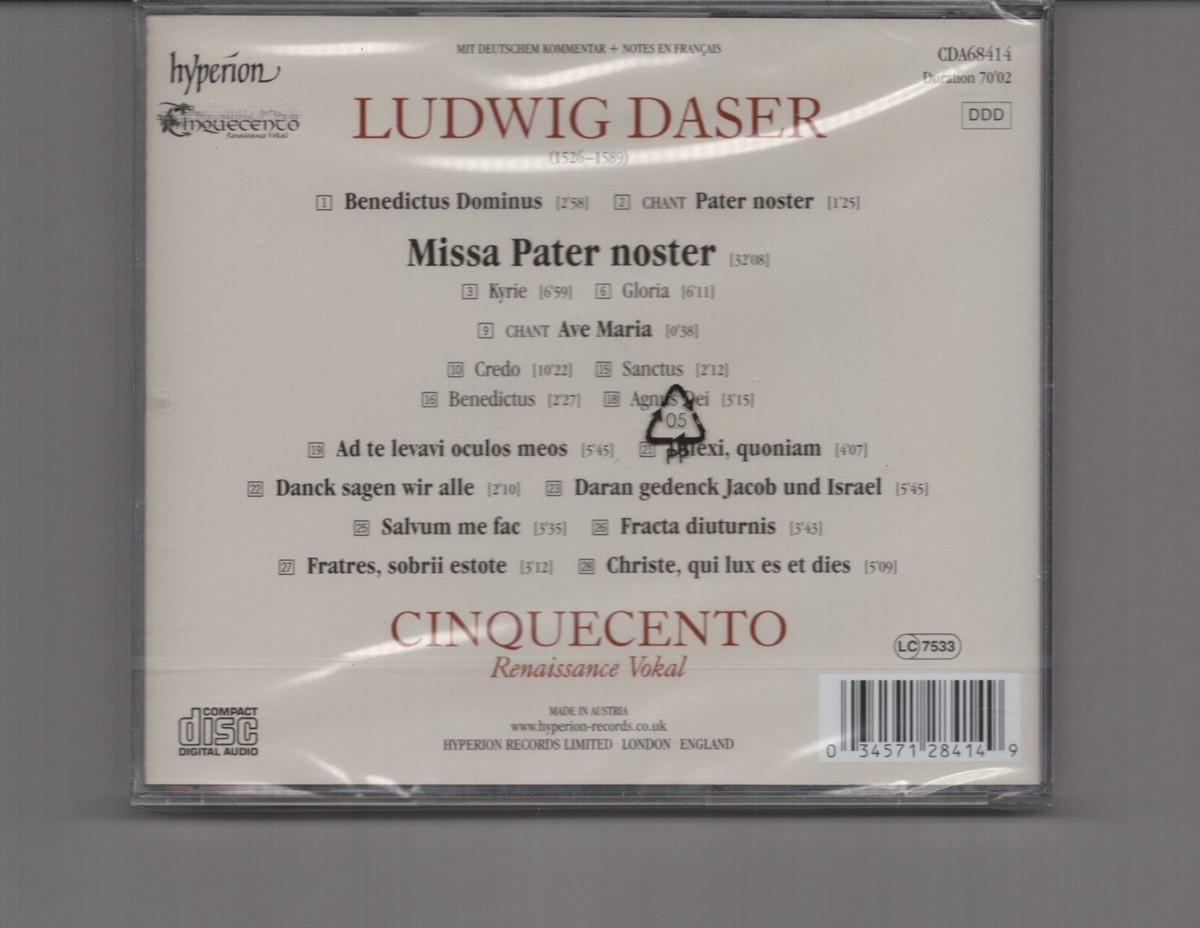 hyperion
MIT DEUTSCHEM KOMMENTAR + NOTES EN FRANÇAIS
CDA68414
Duration 70'02
DDD
Cinquecento
Renaissance Vokal
LUDWIG DASER
(1526–1589)
1 Benedictus Dominus [2'58] 2 CHANT Pater noster [1'25]
Missa Pater noster [32'08]
3 Kyrie [6'59] 6 Gloria [6'11]
9 CHANT Ave Maria [0'38]
10 Credo [10'22] 15 Sanctus [2'12]
16 Benedictus [2'27] 18 Agnus Dei [3'15]
05
PP
19 Ad te levavi oculos meos [5'45] 21 Dilexi, quoniam [4'07]
22 Danck sagen wir alle [2'10] 23 Daran gedenck Jacob und Israel [5'45]
25 Salvum me fac [3'35] 26 Fracta diuturnis [3'43]
27 Fratres, sobrii estote [3'12] 28 Christe, qui lux es et dies [5'09]
CINQUECENTO
Renaissance Vokal
LC 7533
COMPACT
disc
DIGITAL AUDIO
MADE IN AUSTRIA
www.hyperion-records.co.uk
HYPERION RECORDS LIMITED · LONDON · ENGLAND
0 34571 28414 9